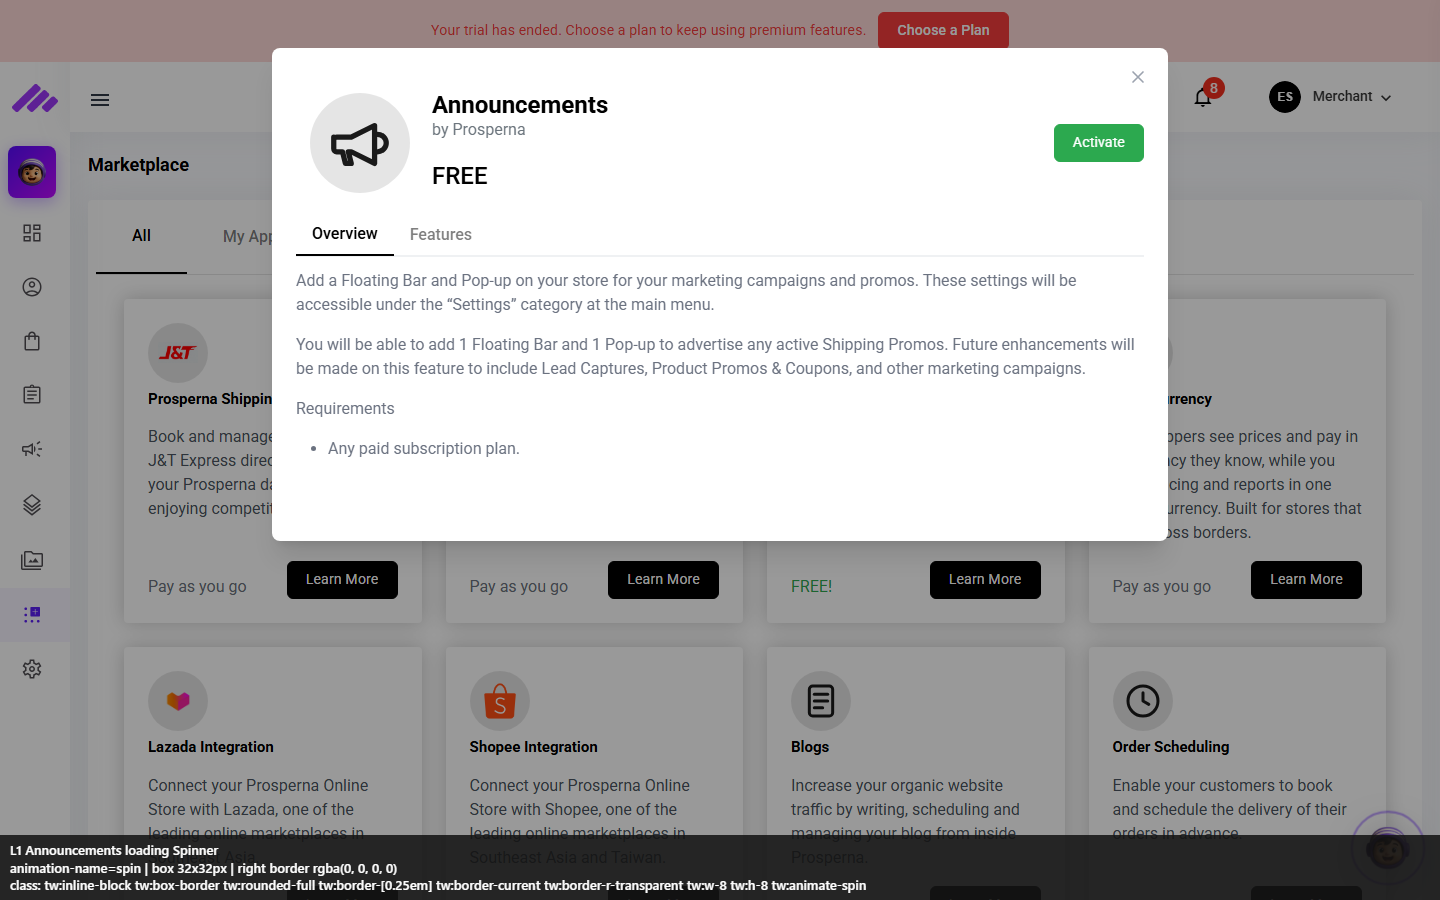 Your trial has ended. Choose a plan to keep using premium features.
Choose a Plan
8
ES
Merchant
Marketplace
All
My App
Announcements
by Prosperna
FREE
Activate
Overview
Features
Add a Floating Bar and Pop-up on your store for your marketing campaigns and promos. These settings will be
accessible under the “Settings” category at the main menu.
You will be able to add 1 Floating Bar and 1 Pop-up to advertise any active Shipping Promos. Future enhancements will
be made on this feature to include Lead Captures, Product Promos & Coupons, and other marketing campaigns.
Requirements
• Any paid subscription plan.
J&T
Prosperna Shippin
Book and manage
J&T Express direc
your Prosperna da
enjoying competit
Pay as you go
Learn More
Pay as you go
Learn More
FREE!
Learn More
rrency
opers see prices and pay in
cy they know, while you
cing and reports in one
urrency. Built for stores that
oss borders.
Pay as you go
Learn More
Lazada Integration
Connect your Prosperna Online
Store with Lazada, one of the
leading online marketplaces in
Southeast Asia.
Shopee Integration
Connect your Prosperna Online
Store with Shopee, one of the
leading online marketplaces in
Southeast Asia and Taiwan.
Blogs
Increase your organic website
traffic by writing, scheduling and
managing your blog from inside
Prosperna.
Order Scheduling
Enable your customers to book
and schedule the delivery of their
orders in advance.
L1 Announcements loading Spinner
animation-name=spin | box 32x32px | right border rgba(0, 0, 0, 0)
class: tw:inline-block tw:box-border tw:rounded-full tw:border-[0.25em] tw:border-current tw:border-r-transparent tw:w-8 tw:h-8 tw:animate-spin